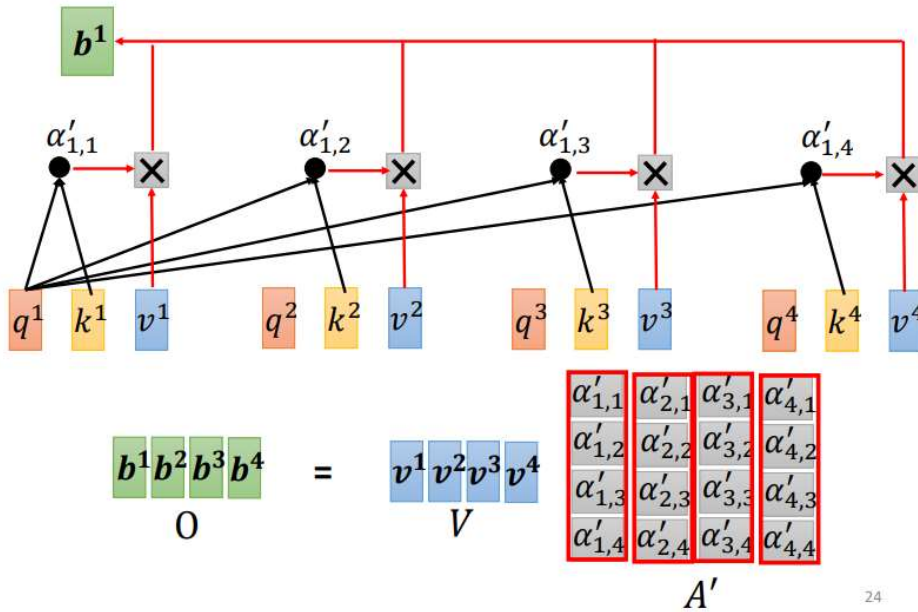 b¹
α′₁,₁ α′₁,₂ α′₁,₃ α′₁,₄
q¹ k¹ v¹ q² k² v² q³ k³ v³ q⁴ k⁴ v⁴
α′₁,₁ α′₂,₁ α′₃,₁ α′₄,₁
α′₁,₂ α′₂,₂ α′₃,₂ α′₄,₂
b¹ b² b³ b⁴ = v¹ v² v³ v⁴
α′₁,₃ α′₂,₃ α′₃,₃ α′₄,₃
O V
α′₁,₄ α′₂,₄ α′₃,₄ α′₄,₄
A′
24